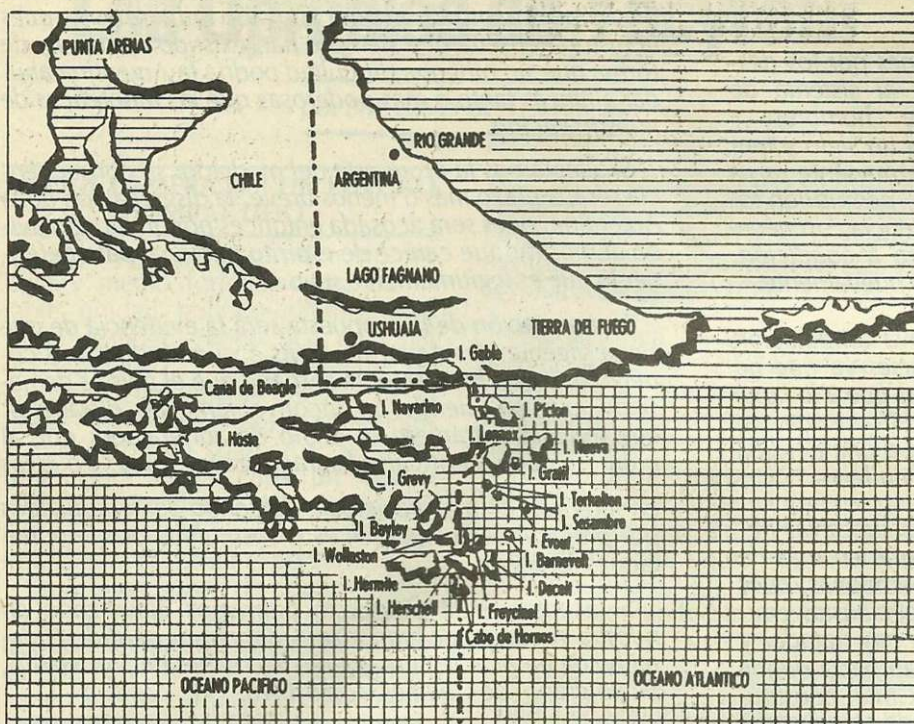 PUNTA ARENAS
RIO GRANDE
CHILE
ARGENTINA
LAGO FAGNANO
USHUAIA
TIERRA DEL FUEGO
I. Gable
Canal de Beagle
I. Navarino
I. Picton
I. Hoste
I. Lennox
I. Nueva
I. Grevy
I. Gratil
I. Terhalten
I. Sesambre
I. Bayley
I. Evout
I. Wollaston
I. Barnevelt
I. Hermite
I. Deceit
I. Herschell
I. Freycinet
Cabo de Hornos
OCEANO PACIFICO
OCEANO ATLANTICO